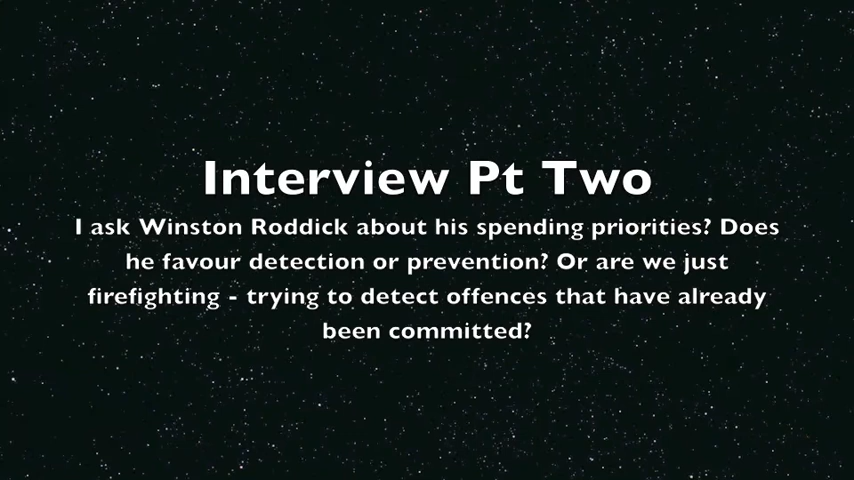 Interview Pt Two
I ask Winston Roddick about his spending priorities? Does
he favour detection or prevention? Or are we just
firefighting - trying to detect offences that have already
been committed?